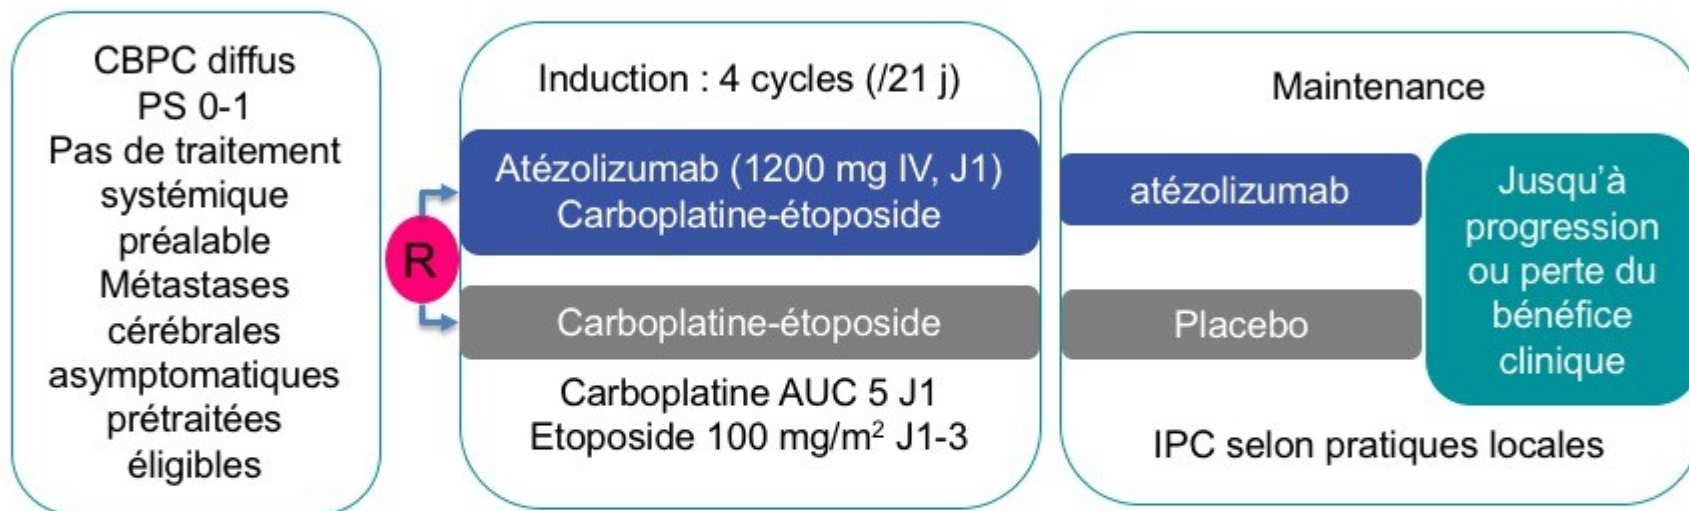 CBPC diffus
PS 0-1
Pas de traitement
systémique
préalable
Métastases
cérébrales
asymptomatiques
prétraitées
éligibles
R
Induction : 4 cycles (/21 j)
Atézolizumab (1200 mg IV, J1)
Carboplatine-étoposide
Carboplatine-étoposide
Carboplatine AUC 5 J1
Etoposide 100 mg/m² J1-3
Maintenance
atézolizumab
Placebo
Jusqu’à
progression
ou perte du
bénéfice
clinique
IPC selon pratiques locales